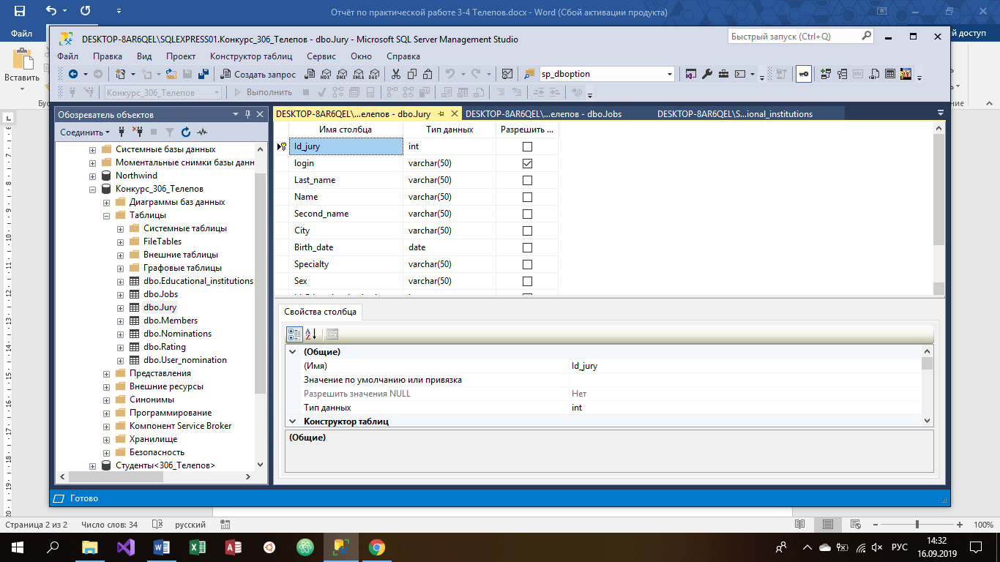 Отчёт по практической работе 3-4 Телепов.docx - Word (Сбой активации продукта)
Файл
й доступ
Вставить
Бу
DESKTOP-8AR6QEL\SQLEXPRESS01.Конкурс_306_Телепов - dbo.Jury - Microsoft SQL Server Management Studio
Быстрый запуск (Ctrl+Q)
Файл Правка Вид Проект Конструктор таблиц Сервис Окно Справка
Создать запрос MDX DMX XMLA DAX sp_dboption
Конкурс_306_Телепов Выполнить
Обозреватель объектов
Соединить
Системные базы данных
Моментальные снимки базы данн
Northwind
Конкурс_306_Телепов
Диаграммы баз данных
Таблицы
Системные таблицы
FileTables
Внешние таблицы
Графовые таблицы
dbo.Educational_institutions
dbo.Jobs
dbo.Jury
dbo.Members
dbo.Nominations
dbo.Rating
dbo.User_nomination
Представления
Внешние ресурсы
Синонимы
Программирование
Компонент Service Broker
Хранилище
Безопасность
Студенты<306_Телепов>
DESKTOP-8AR6QEL\...елепов - dbo.Jury DESKTOP-8AR6QEL\...елепов - dbo.Jobs DESKTOP-8AR6QEL\S...ional_institutions
Имя столбца Тип данных Разрешить ...
Id_jury int
login varchar(50)
Last_name varchar(50)
Name varchar(50)
Second_name varchar(50)
City varchar(50)
Birth_date date
Specialty varchar(50)
Sex varchar(50)
Свойства столбца
(Общие)
(Имя) Id_jury
Значение по умолчанию или привязка
Разрешить значения NULL Нет
Тип данных int
Конструктор таблиц
(Общие)
Готово
Страница 2 из 2 Число слов: 34 русский 100%
РУС
14:32
16.09.2019